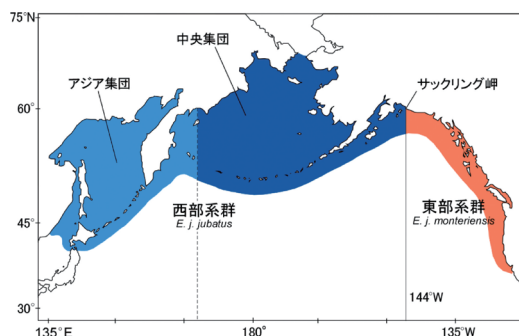 75°N
中央集団
アジア集団
サックリング岬
60°
45°
西部系群
E. j. jubatus
東部系群
E. j. monteriensis
144°W
30°
135°E
180°
135°W